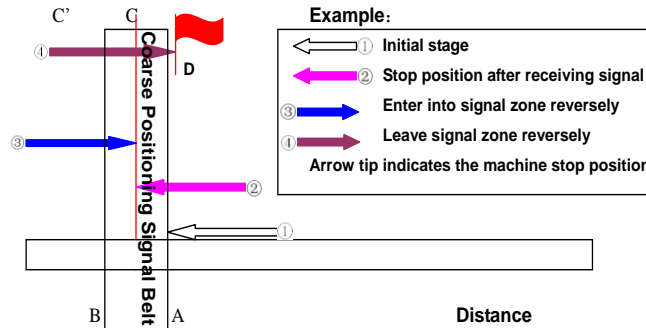 C’ C
Example:
④
D
Coarse Positioning Signal Belt
① Initial stage
② Stop position after receiving signal
③ Enter into signal zone reversely
④ Leave signal zone reversely
Arrow tip indicates the machine stop position
③
②
①
B A
Distance